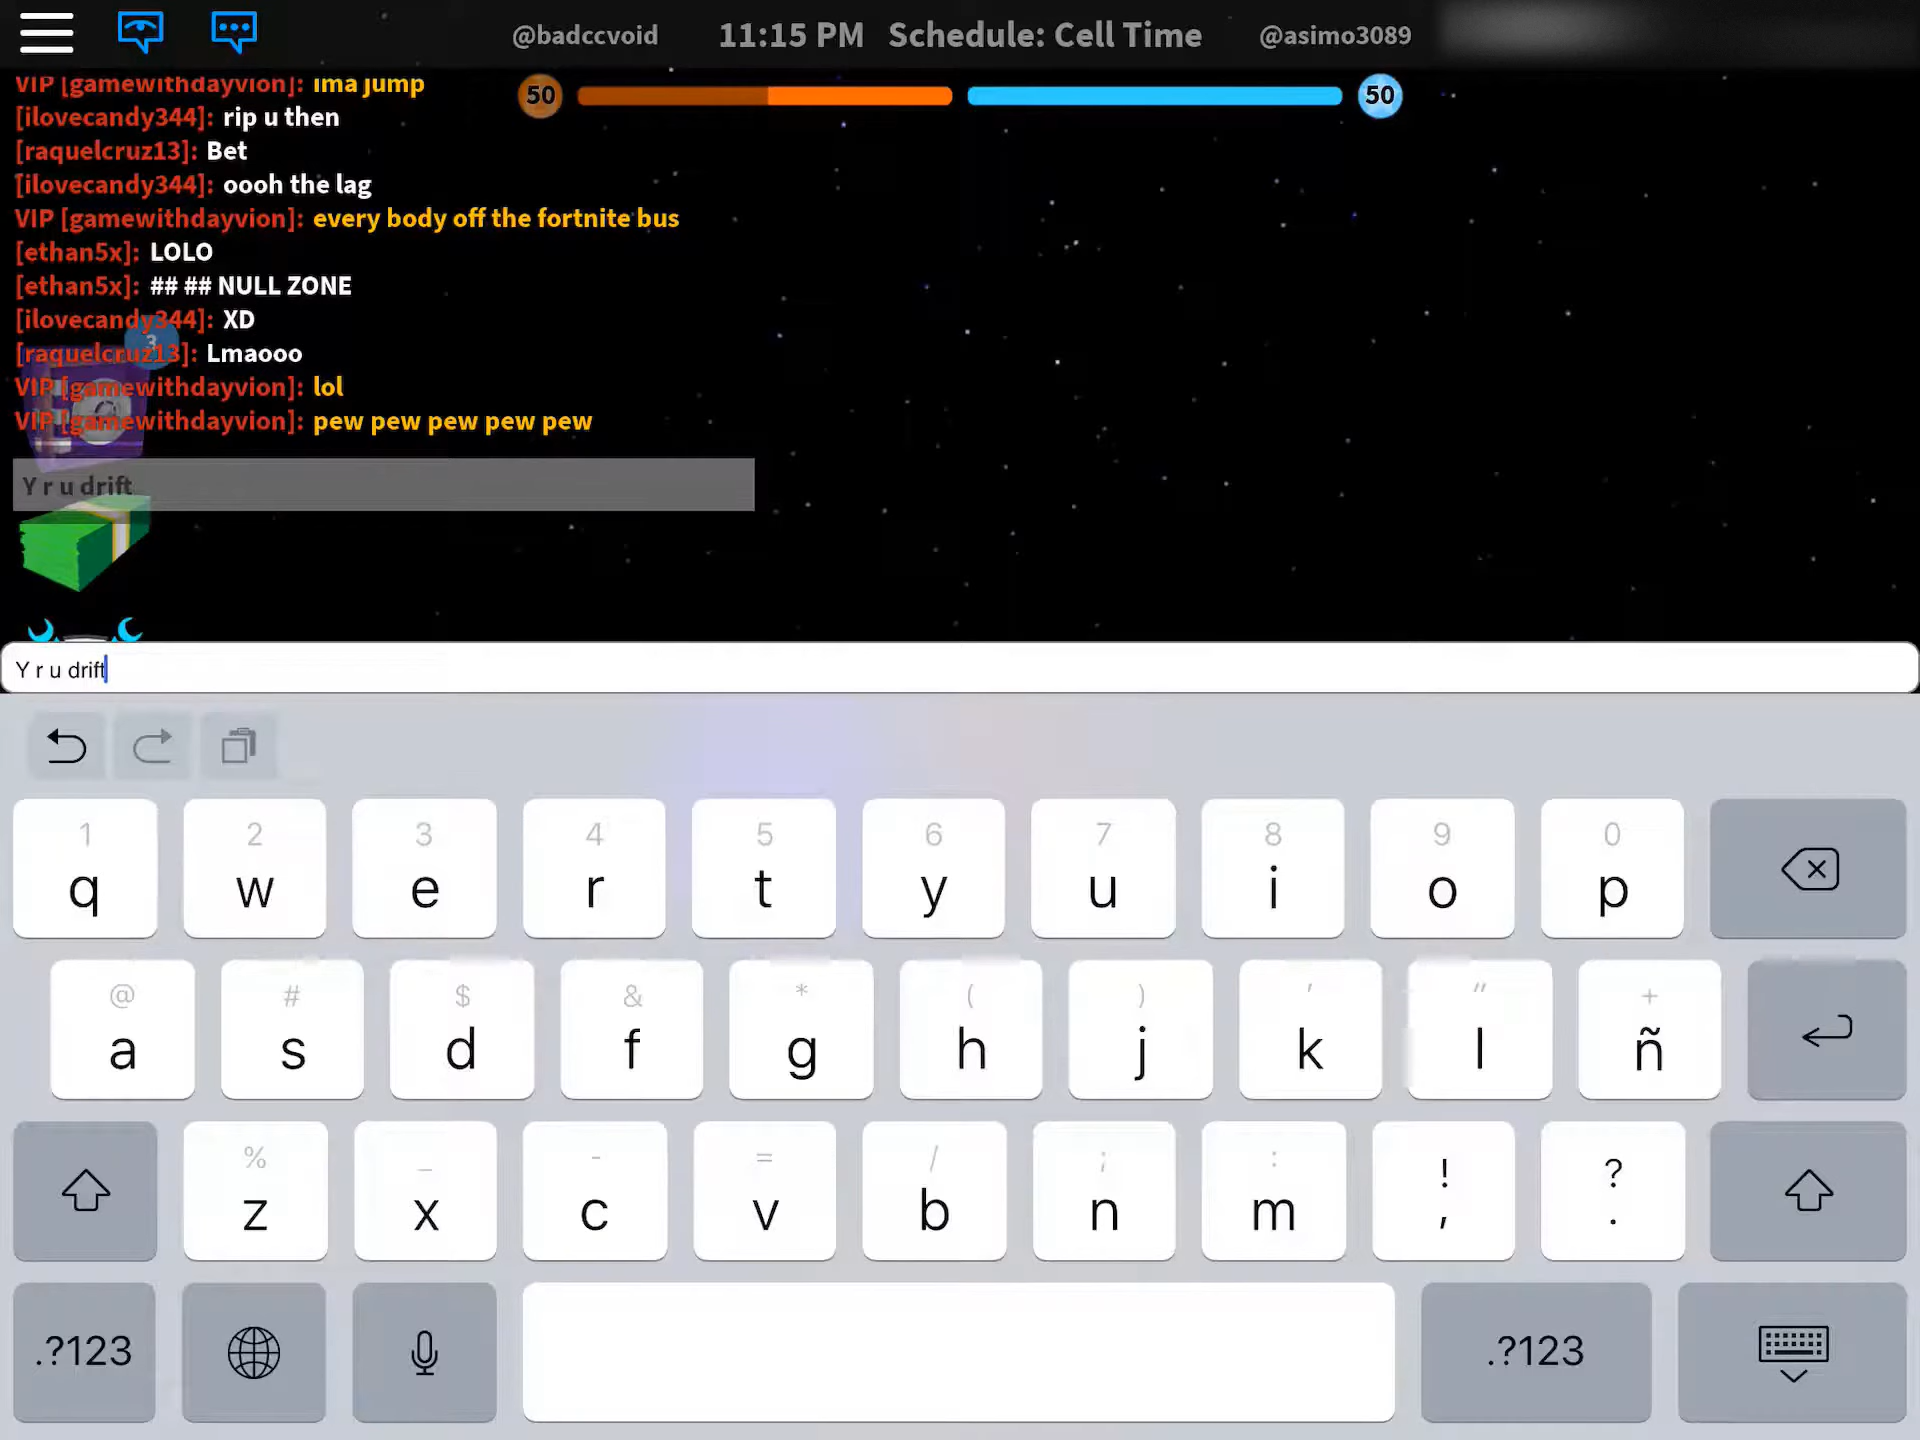 @badccvoid 11:15 PM Schedule: Cell Time @asimo3089
50 50
VIP [gamewithdayvion]: ima jump
[ilovecandy344]: rip u then
[raquelcruz13]: Bet
[ilovecandy344]: oooh the lag
VIP [gamewithdayvion]: every body off the fortnite bus
[ethan5x]: LOLO
[ethan5x]: ## ## NULL ZONE
[ilovecandy344]: XD
3
[raquelcruz13]: Lmaooo
VIP [gamewithdayvion]: lol
VIP [gamewithdayvion]: pew pew pew pew pew
Y r u drift
Y r u drift
1 2 3 4 5 6 7 8 9 0
q w e r t y u i o p
@ # $ & * ( ) ' " +
a s d f g h j k l ñ
% _ - = / ; : ! ?
z x c v b n m , .
.?123 .?123